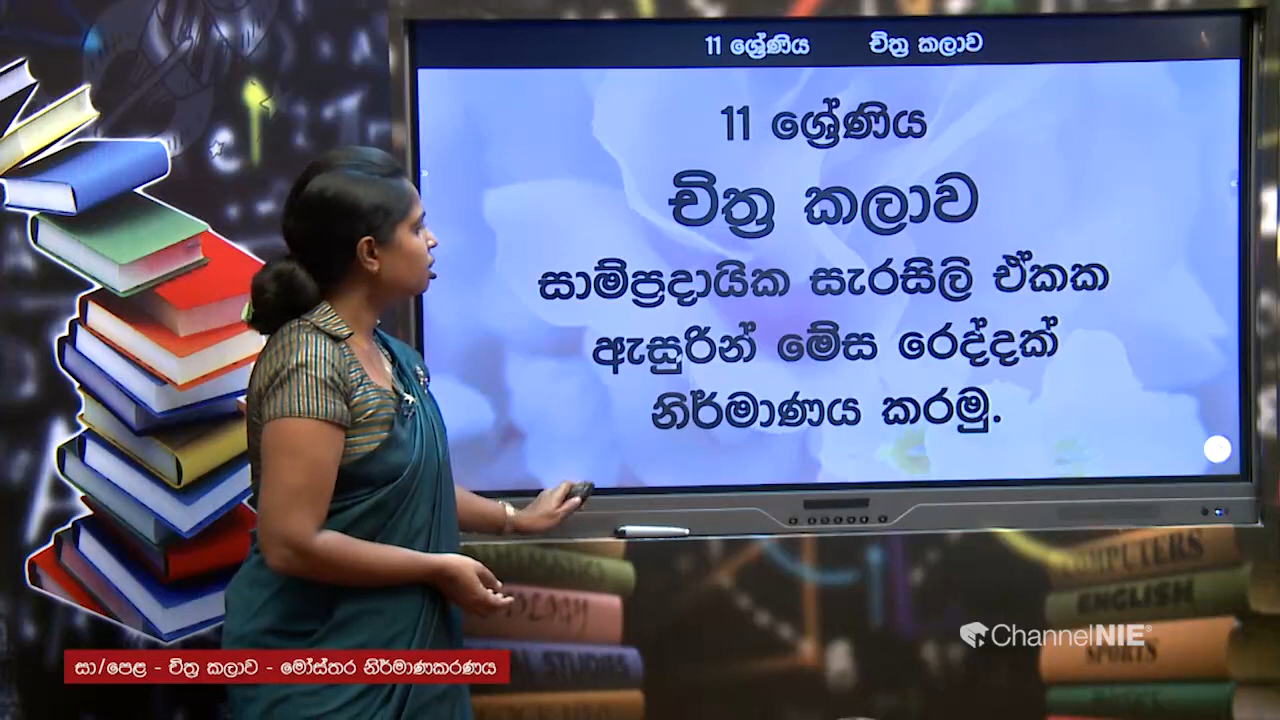 11 ශ්‍රේණිය චිත්‍ර කලාව
11 ශ්‍රේණිය
චිත්‍ර කලාව
සාම්ප්‍රදායික සැරසිලි ඒකක
ඇසුරින් මේස රෙද්දක්
නිර්මාණය කරමු.
COMPUTERS
ENGLISH
SPORTS
ChannelNIE
සා/පෙළ - චිත්‍ර කලාව - මෝස්තර නිර්මාණකරණය